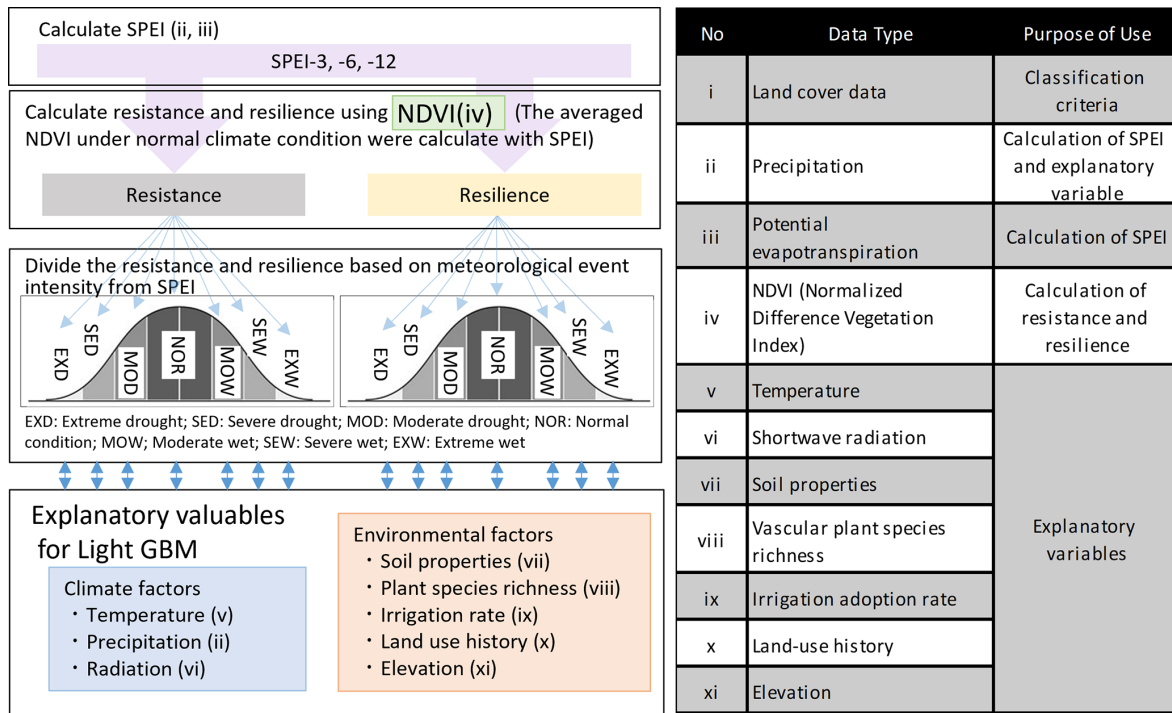 Calculate SPEI (ii, iii)
SPEI-3, -6, -12
Calculate resistance and resilience using NDVI(iv) (The averaged
NDVI under normal climate condition were calculate with SPEI)
Resistance
Resilience
Divide the resistance and resilience based on meteorological event
intensity from SPEI
EXD
SED
MOD
NOR
MOW
SEW
EXW
EXD
SED
MOD
NOR
MOW
SEW
EXW
EXD: Extreme drought; SED: Severe drought; MOD: Moderate drought; NOR: Normal
condition; MOW; Moderate wet; SEW: Severe wet; EXW: Extreme wet
Explanatory valuables
for Light GBM
Climate factors
・Temperature (v)
・Precipitation (ii)
・Radiation (vi)
Environmental factors
・Soil properties (vii)
・Plant species richness (viii)
・Irrigation rate (ix)
・Land use history (x)
・Elevation (xi)
No Data Type Purpose of Use
i Land cover data
Classification
criteria
ii Precipitation
Calculation of SPEI
and explanatory
variable
iii
Potential
evapotranspiration
Calculation of SPEI
iv
NDVI (Normalized
Difference Vegetation
Index)
Calculation of
resistance and
resilience
v Temperature
vi Shortwave radiation
vii Soil properties
viii
Vascular plant species
richness
ix Irrigation adoption rate
x Land-use history
xi Elevation
Explanatory
variables